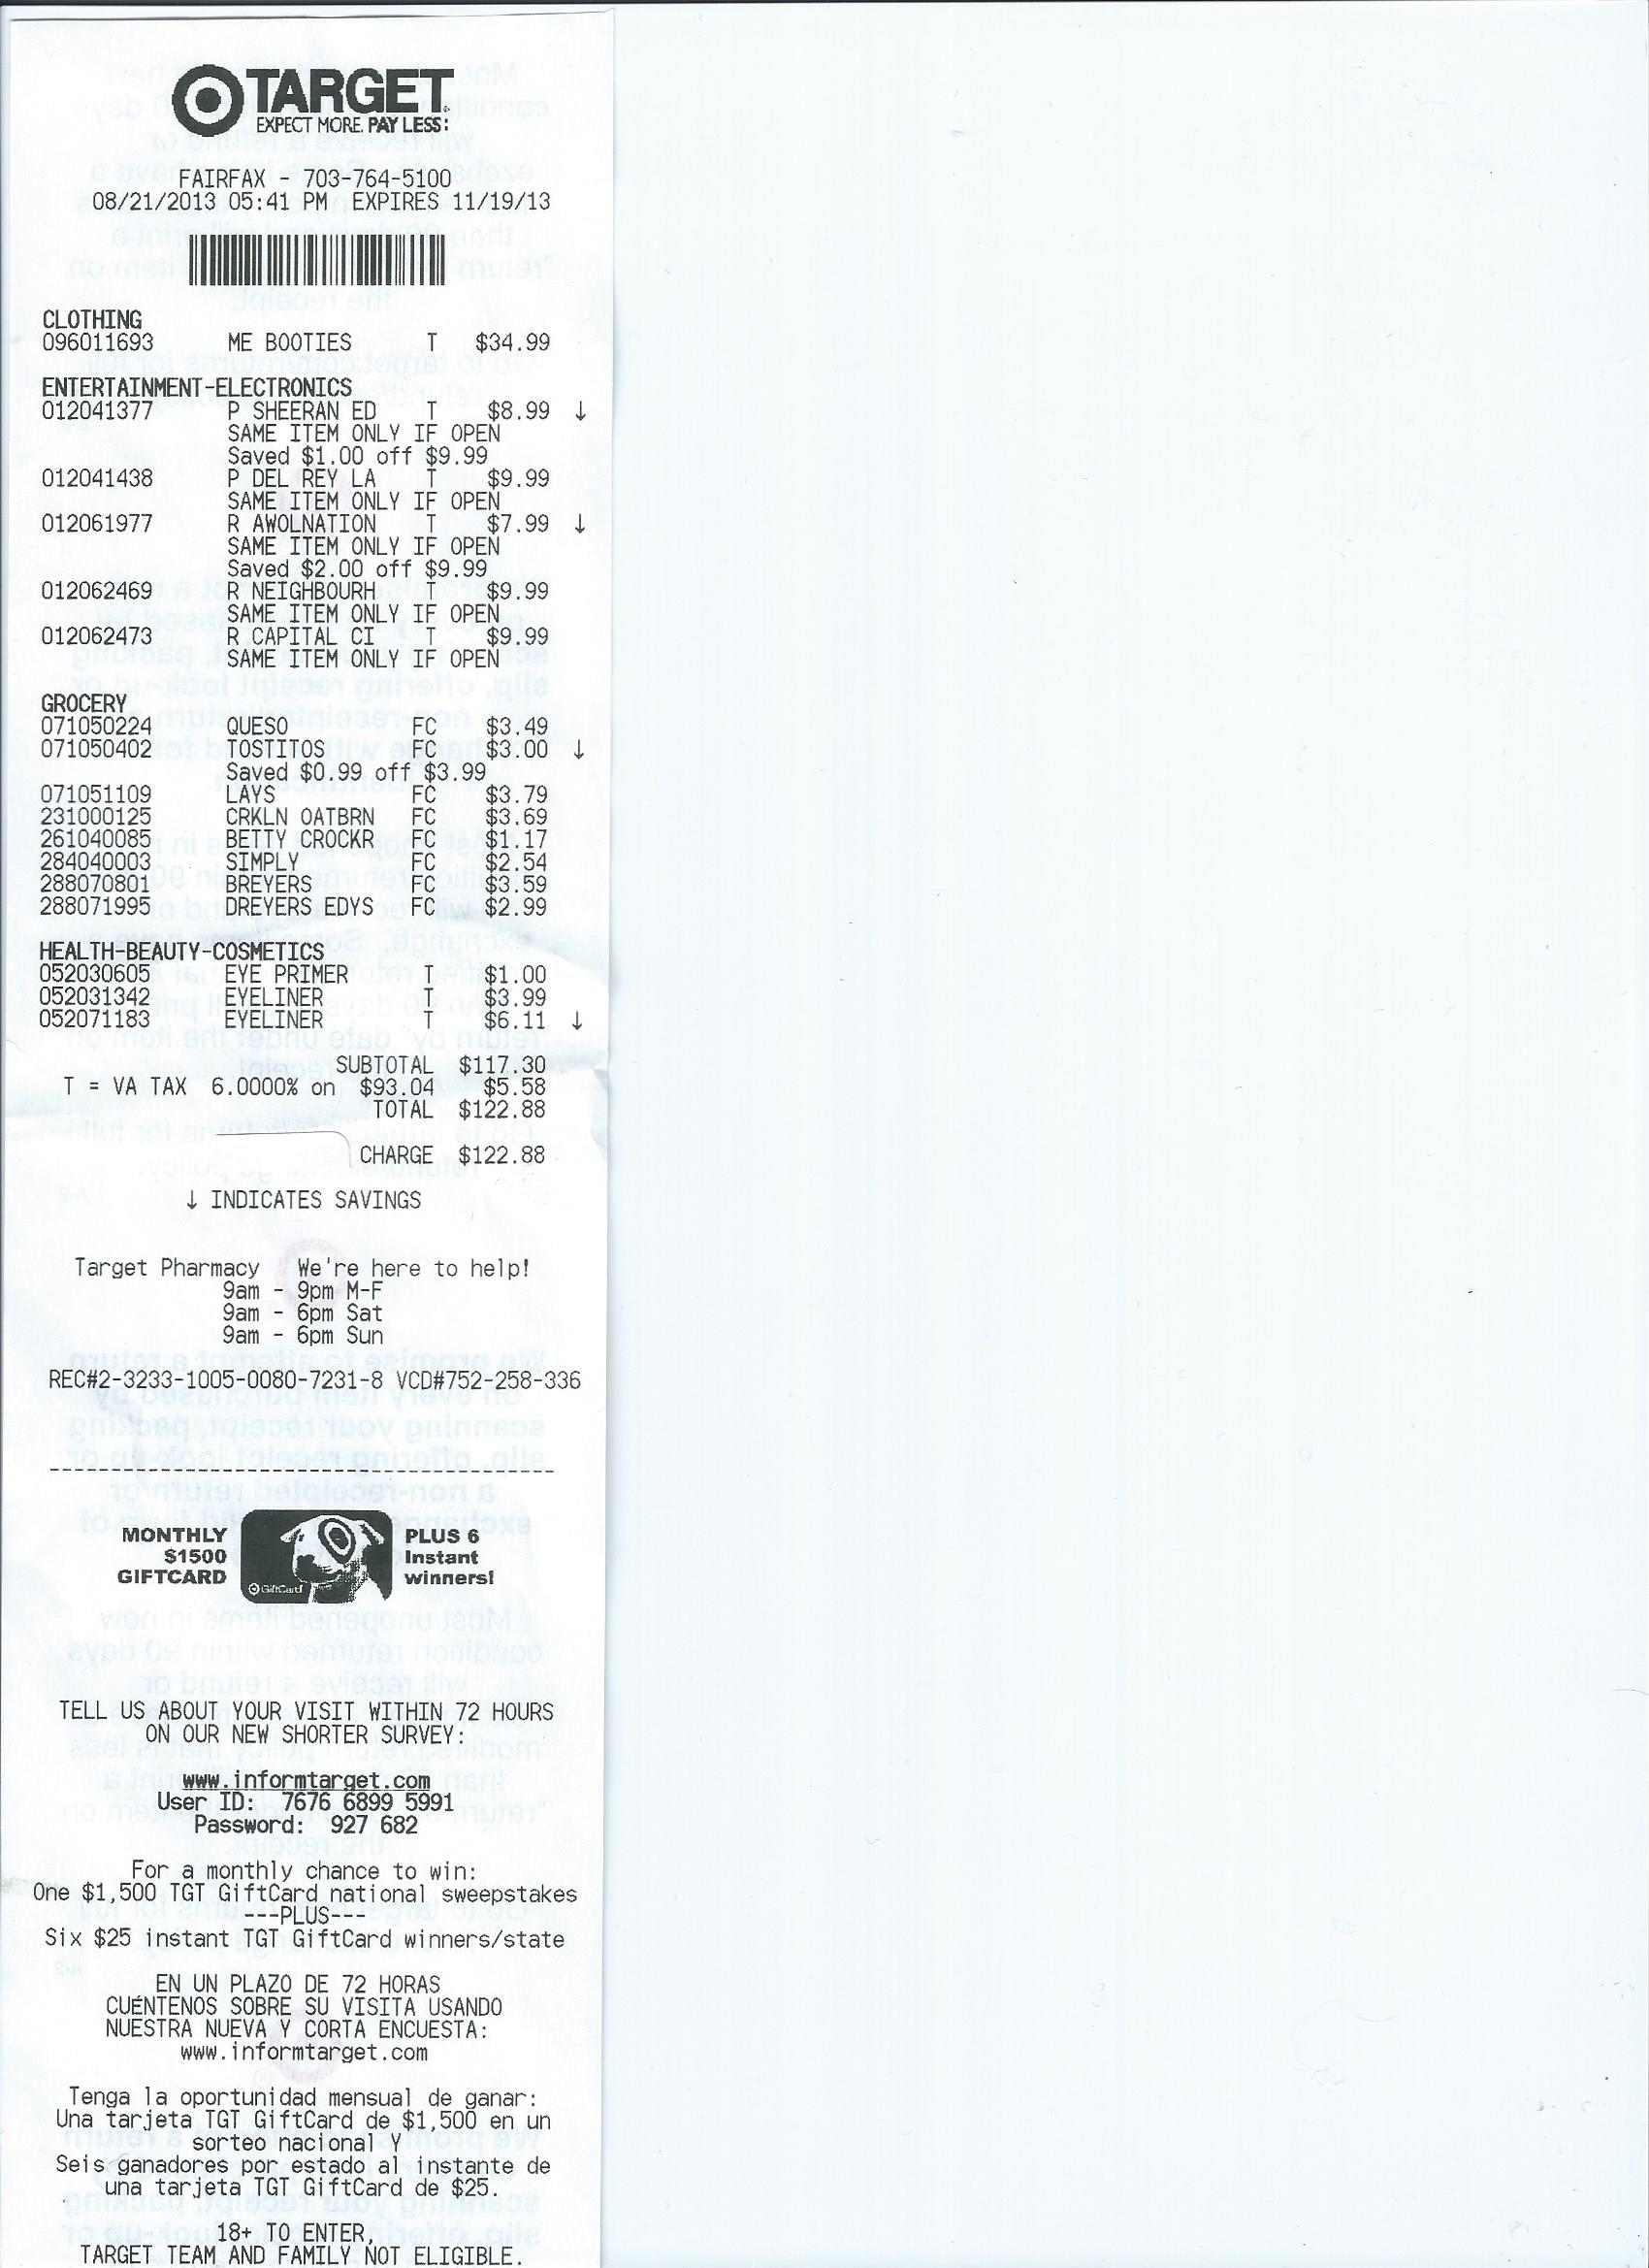 TARGET
EXPECT MORE. PAY LESS.
FAIRFAX - 703-764-5100
08/21/2013 05:41 PM EXPIRES 11/19/13
CLOTHING
096011693 ME BOOTIES T $34.99
ENTERTAINMENT-ELECTRONICS
012041377 P SHEERAN ED T $8.99 ↓
SAME ITEM ONLY IF OPEN
Saved $1.00 off $9.99
012041438 P DEL REY LA T $9.99
SAME ITEM ONLY IF OPEN
012061977 R AWOLNATION T $7.99 ↓
SAME ITEM ONLY IF OPEN
Saved $2.00 off $9.99
012062469 R NEIGHBOURH T $9.99
SAME ITEM ONLY IF OPEN
012062473 R CAPITAL CI T $9.99
SAME ITEM ONLY IF OPEN
GROCERY
071050224 QUESO FC $3.49
071050402 TOSTITOS FC $3.00 ↓
Saved $0.99 off $3.99
071051109 LAYS FC $3.79
231000125 CRKLN OATBRN FC $3.69
261040085 BETTY CROCKR FC $1.17
284040003 SIMPLY FC $2.54
288070801 BREYERS FC $3.59
288071995 DREYERS EDYS FC $2.99
HEALTH-BEAUTY-COSMETICS
052030605 EYE PRIMER T $1.00
052031342 EYELINER T $3.99
052071183 EYELINER T $6.11 ↓
SUBTOTAL $117.30
T = VA TAX 6.0000% on $93.04 $5.58
TOTAL $122.88
CHARGE $122.88
↓ INDICATES SAVINGS
Target Pharmacy We're here to help!
9am - 9pm M-F
9am - 6pm Sat
9am - 6pm Sun
REC#2-3233-1005-0080-7231-8 VCD#752-258-336
MONTHLY $1500 GIFTCARD
GiftCard
PLUS 6 Instant winners!
TELL US ABOUT YOUR VISIT WITHIN 72 HOURS
ON OUR NEW SHORTER SURVEY:
www.informtarget.com
User ID: 7676 6899 5991
Password: 927 682
For a monthly chance to win:
One $1,500 TGT GiftCard national sweepstakes
---PLUS---
Six $25 instant TGT GiftCard winners/state
EN UN PLAZO DE 72 HORAS
CUÉNTENOS SOBRE SU VISITA USANDO
NUESTRA NUEVA Y CORTA ENCUESTA:
www.informtarget.com
Tenga la oportunidad mensual de ganar:
Una tarjeta TGT GiftCard de $1,500 en un
sorteo nacional Y
Seis ganadores por estado al instante de
una tarjeta TGT GiftCard de $25.
18+ TO ENTER,
TARGET TEAM AND FAMILY NOT ELIGIBLE.